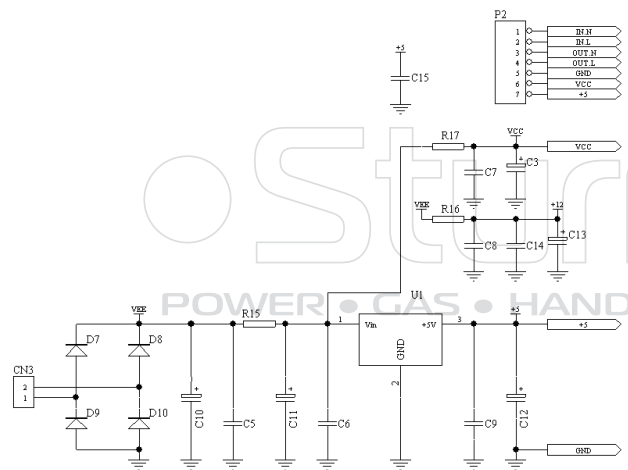 P2
1 IN.N
2 IN.L
3 OUT.N
4 OUT.L
5 GND
6 VCC
7 +5
+5
C15
R17 VCC VCC
C7 C3
VEE R16 +12
C8 C14 C13
Stur
POWER • GAS • HAND
U1
VEE R15 1 Vin +5V 3 +5 +5
GND
2
D7 D8
CN3
2
1
D9 D10
C10 C5 C11 C6 C9 C12
GND